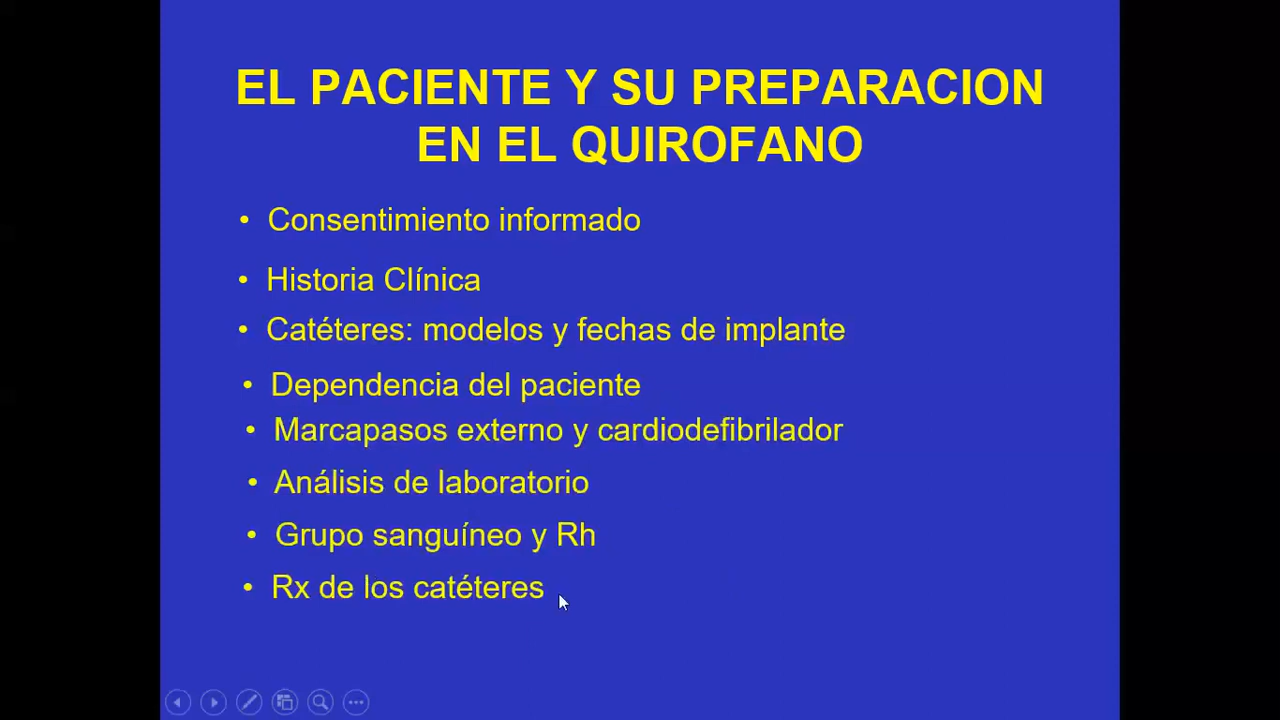 EL PACIENTE Y SU PREPARACION
EN EL QUIROFANO
• Consentimiento informado
• Historia Clínica
• Catéteres: modelos y fechas de implante
• Dependencia del paciente
• Marcapasos externo y cardiodefibrilador
• Análisis de laboratorio
• Grupo sanguíneo y Rh
• Rx de los catéteres